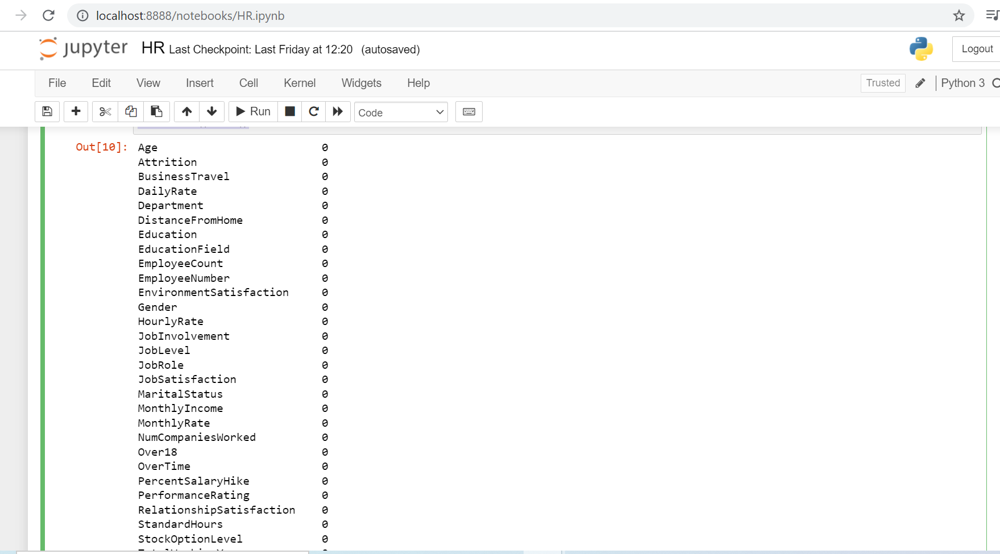 localhost:8888/notebooks/HR.ipynb
jupyter HR Last Checkpoint: Last Friday at 12:20 (autosaved)
Logout
File Edit View Insert Cell Kernel Widgets Help Trusted Python 3
Run Code
Out[10]: Age 0
Attrition 0
BusinessTravel 0
DailyRate 0
Department 0
DistanceFromHome 0
Education 0
EducationField 0
EmployeeCount 0
EmployeeNumber 0
EnvironmentSatisfaction 0
Gender 0
HourlyRate 0
JobInvolvement 0
JobLevel 0
JobRole 0
JobSatisfaction 0
MaritalStatus 0
MonthlyIncome 0
MonthlyRate 0
NumCompaniesWorked 0
Over18 0
OverTime 0
PercentSalaryHike 0
PerformanceRating 0
RelationshipSatisfaction 0
StandardHours 0
StockOptionLevel 0